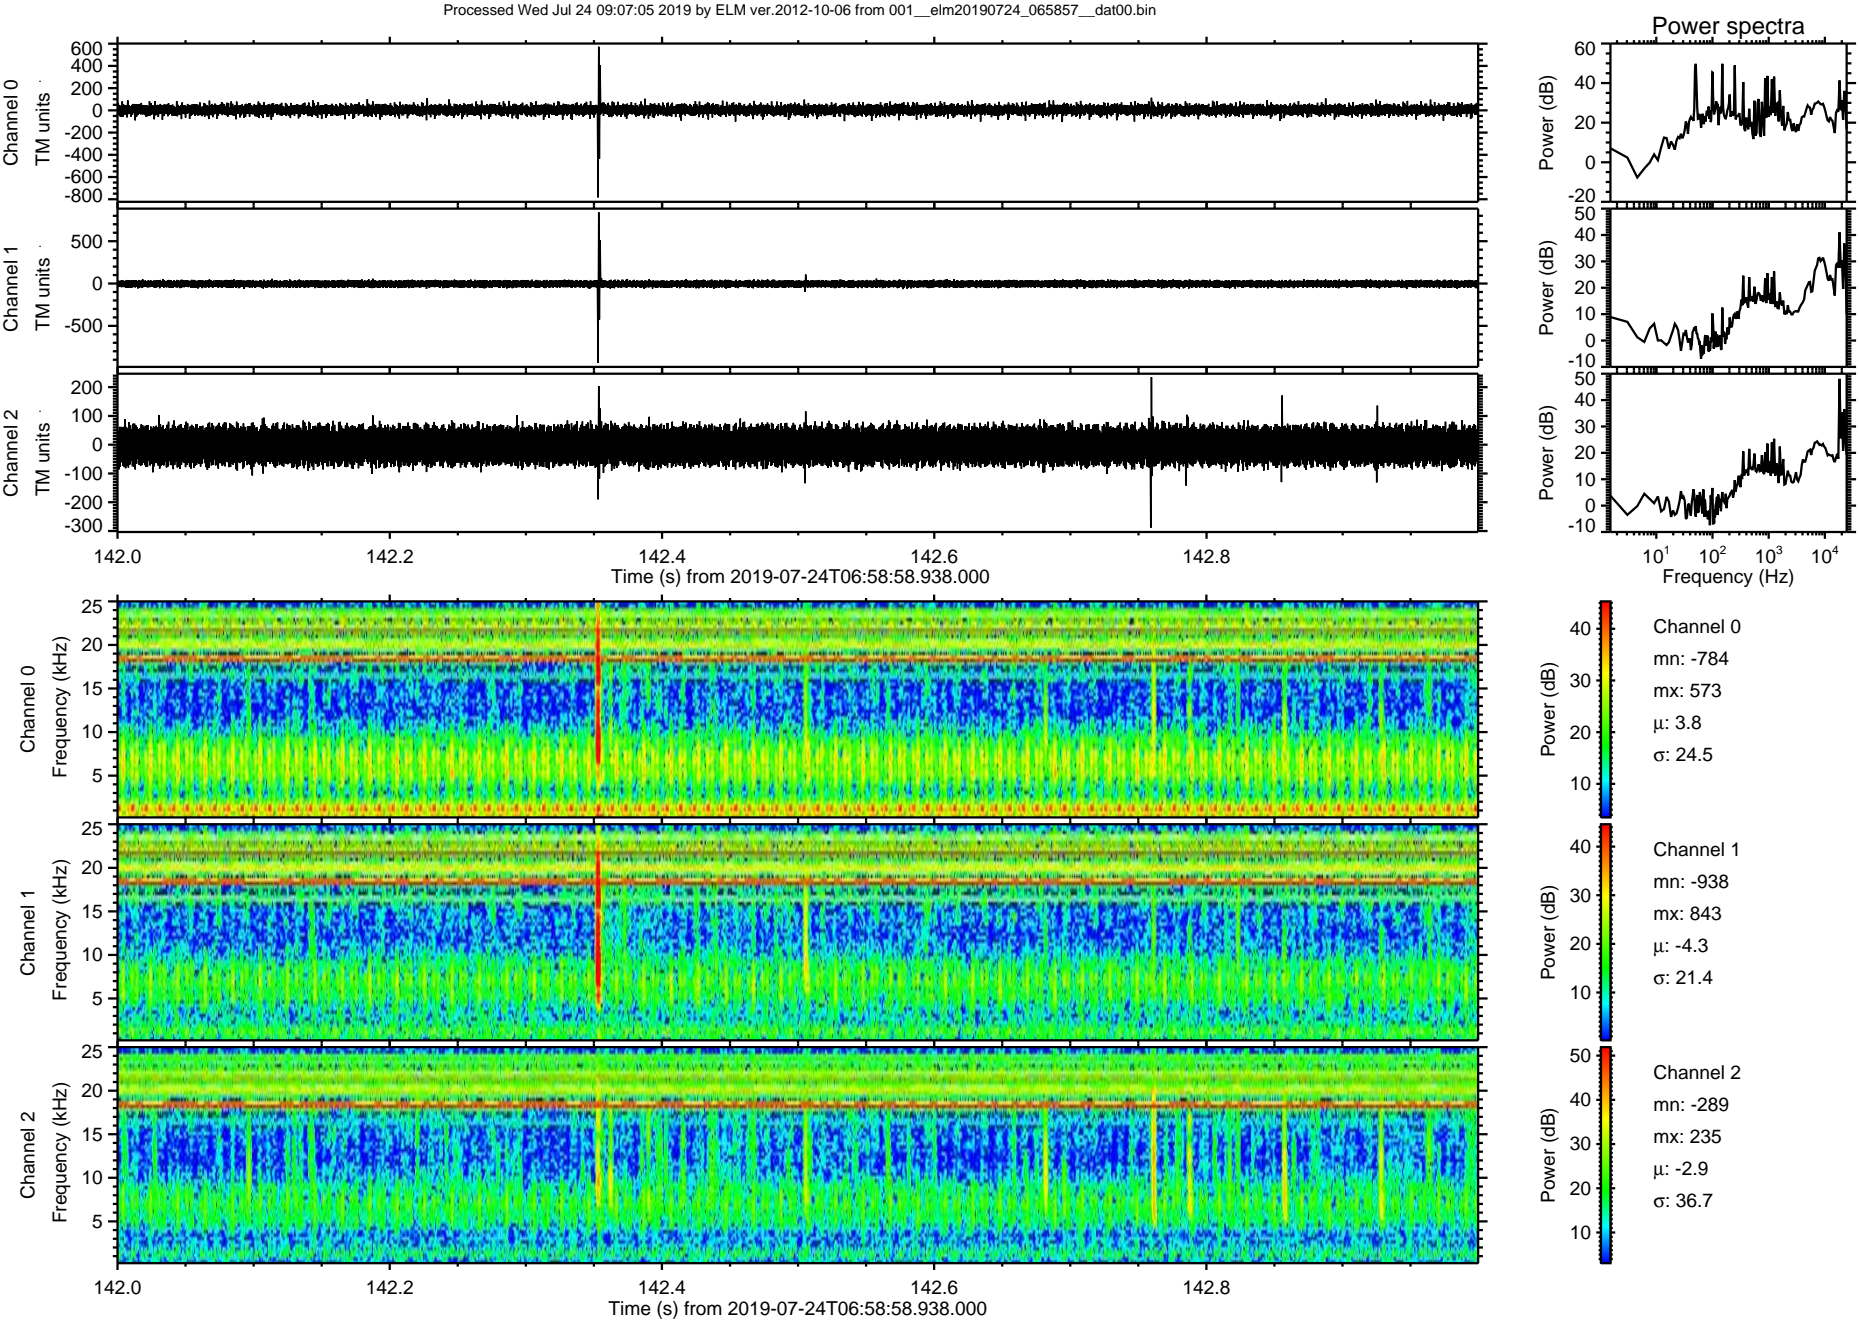 Processed Wed Jul 24 09:07:05 2019 by ELM ver.2012-10-06 from 001__elm20190724_065857__dat00.bin
Power spectra
Channel 0
TM units
600
400
200
0
-200
-400
-600
-800
Power (dB)
60
40
20
0
-20
Channel 1
TM units
500
0
-500
Power (dB)
50
40
30
20
10
0
-10
Channel 2
TM units
200
100
0
-100
-200
-300
Power (dB)
50
40
30
20
10
0
-10
142.0 142.2 142.4 142.6 142.8
Time (s) from 2019-07-24T06:58:58.938.000
10^1 10^2 10^3 10^4
Frequency (Hz)
Channel 0
Frequency (kHz)
25
20
15
10
5
Power (dB)
40
30
20
10
Channel 0
mn: -784
mx: 573
μ: 3.8
σ: 24.5
Channel 1
Frequency (kHz)
25
20
15
10
5
Power (dB)
40
30
20
10
Channel 1
mn: -938
mx: 843
μ: -4.3
σ: 21.4
Channel 2
Frequency (kHz)
25
20
15
10
5
Power (dB)
50
40
30
20
10
Channel 2
mn: -289
mx: 235
μ: -2.9
σ: 36.7
142.0 142.2 142.4 142.6 142.8
Time (s) from 2019-07-24T06:58:58.938.000